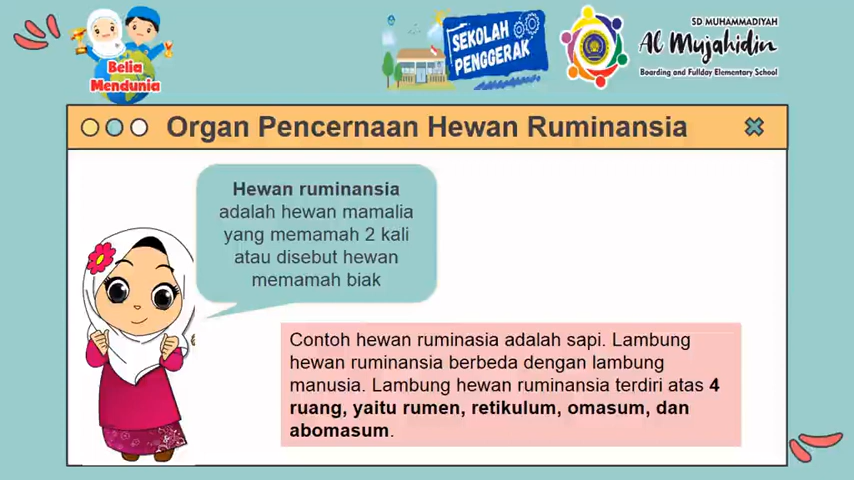 Belia
Mendunia
SEKOLAH
PENGGERAK
SD MUHAMMADIYAH
Al Mujahidin
Boarding and Fullday Elementary School
Organ Pencernaan Hewan Ruminansia
Hewan ruminansia
adalah hewan mamalia
yang memamah 2 kali
atau disebut hewan
memamah biak
Contoh hewan ruminasia adalah sapi. Lambung
hewan ruminansia berbeda dengan lambung
manusia. Lambung hewan ruminansia terdiri atas 4
ruang, yaitu rumen, retikulum, omasum, dan
abomasum.